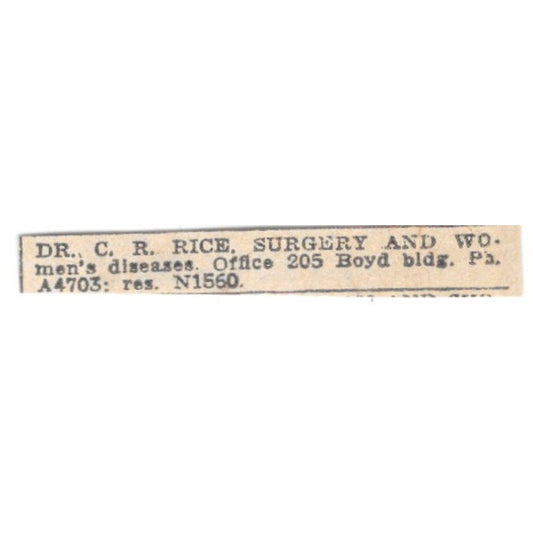 DR. C. R. RICE, SURGERY AND WO-
men's diseases. Office 205 Boyd bldg. Ph.
A4703; res. N1560.